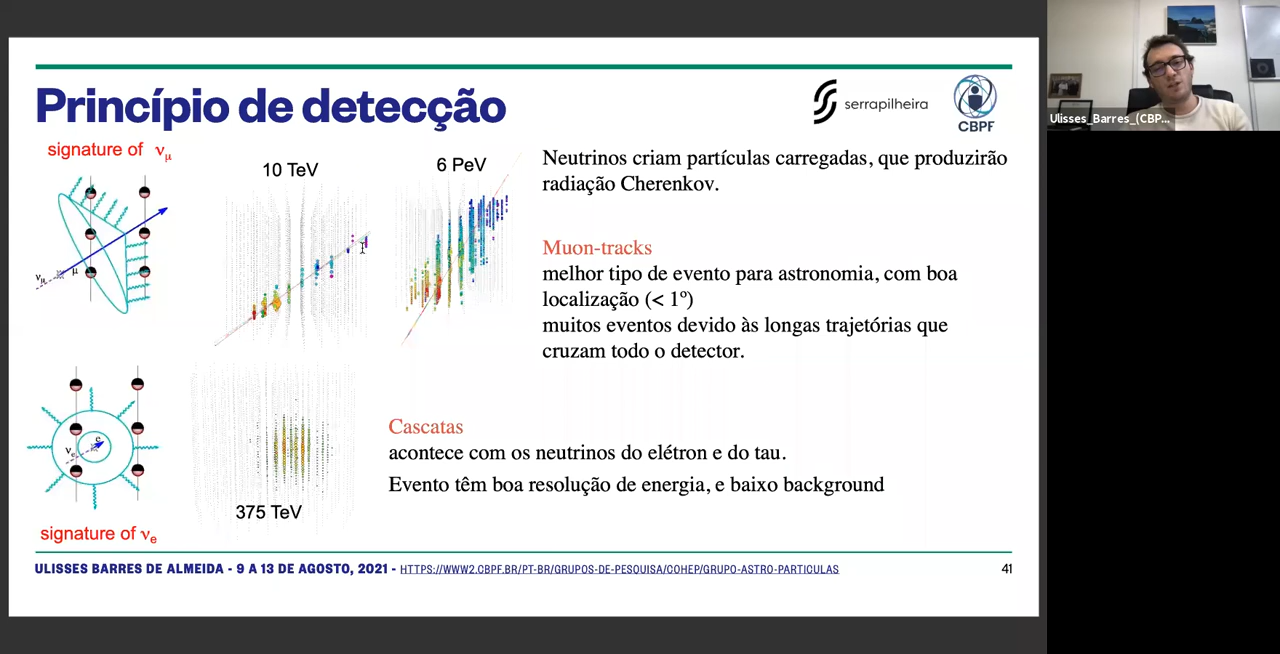 Princípio de detecção
serrapilheira
CBPF
Ulisses_Barres_(CBP...
signature of νμ
10 TeV
6 PeV
νμ
μ
Neutrinos criam partículas carregadas, que produzirão
radiação Cherenkov.
Muon-tracks
melhor tipo de evento para astronomia, com boa
localização (< 1º)
muitos eventos devido às longas trajetórias que
cruzam todo o detector.
e
νe
375 TeV
signature of νe
Cascatas
acontece com os neutrinos do elétron e do tau.
Evento têm boa resolução de energia, e baixo background
ULISSES BARRES DE ALMEIDA - 9 A 13 DE AGOSTO, 2021 - HTTPS://WWW2.CBPF.BR/PT-BR/GRUPOS-DE-PESQUISA/COHEP/GRUPO-ASTRO-PARTICULAS
41